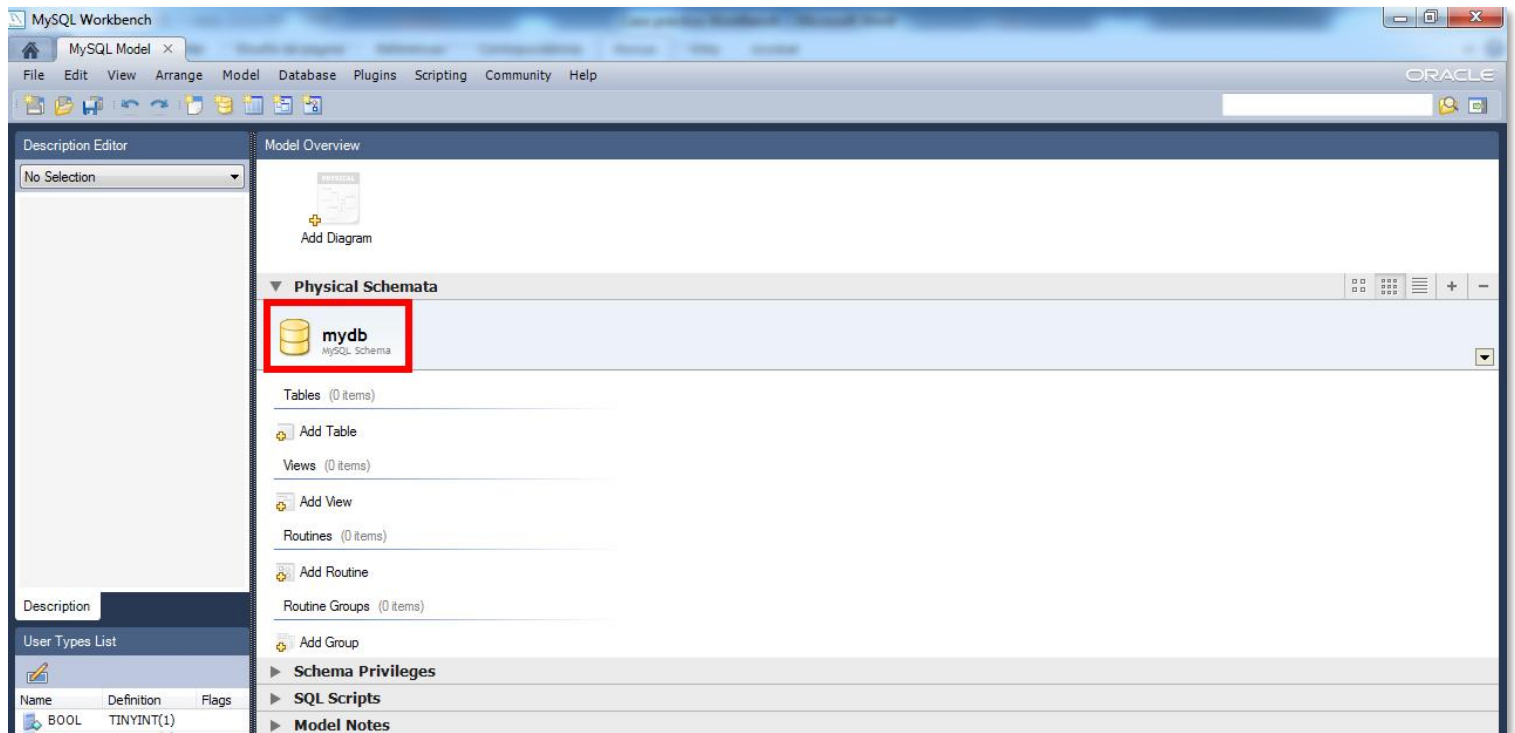 MySQL Workbench
MySQL Model
File Edit View Arrange Model Database Plugins Scripting Community Help
ORACLE
Description Editor
No Selection
Model Overview
PHYSICAL
Add Diagram
Physical Schemata
mydb
MySQL Schema
Tables (0 items)
Add Table
Views (0 items)
Add View
Routines (0 items)
Add Routine
Routine Groups (0 items)
Add Group
Description
User Types List
Name Definition Flags
BOOL TINYINT(1)
Schema Privileges
SQL Scripts
Model Notes